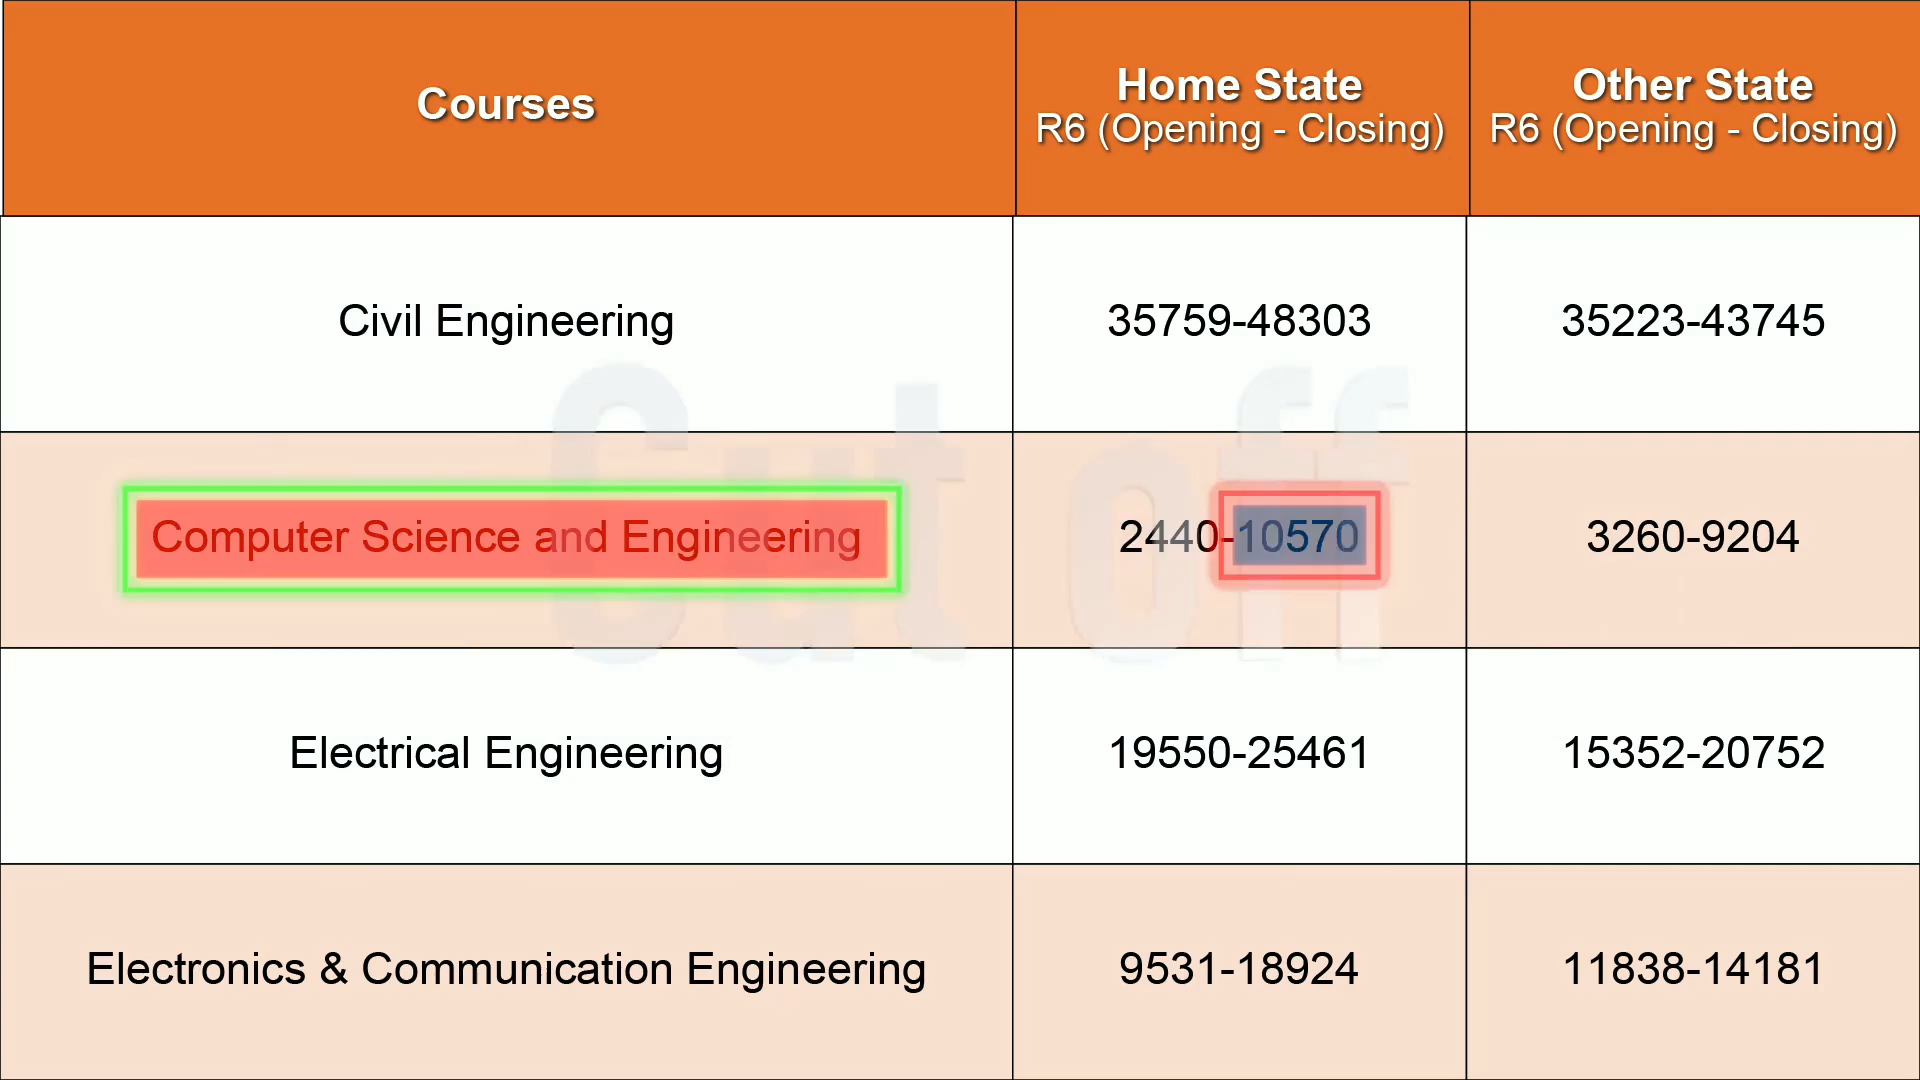 Courses
Home State
R6 (Opening - Closing)
Other State
R6 (Opening - Closing)
Civil Engineering
35759-48303
35223-43745
Computer Science and Engineering
2440-10570
3260-9204
Electrical Engineering
19550-25461
15352-20752
Electronics & Communication Engineering
9531-18924
11838-14181
Cut off